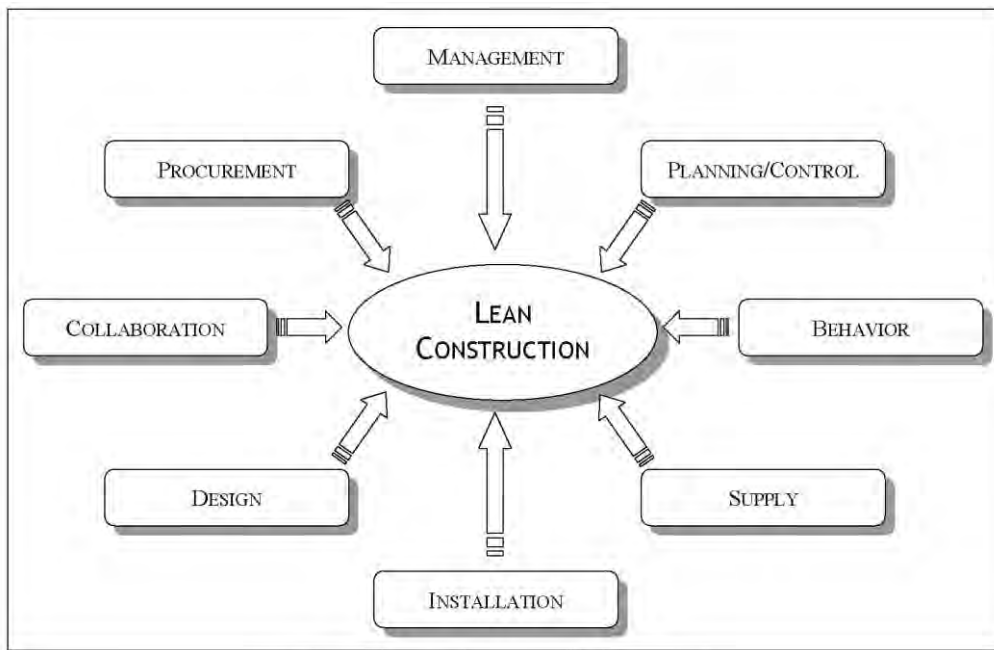 MANAGEMENT
PROCUREMENT
PLANNING/CONTROL
COLLABORATION
LEAN
CONSTRUCTION
BEHAVIOR
DESIGN
SUPPLY
INSTALLATION